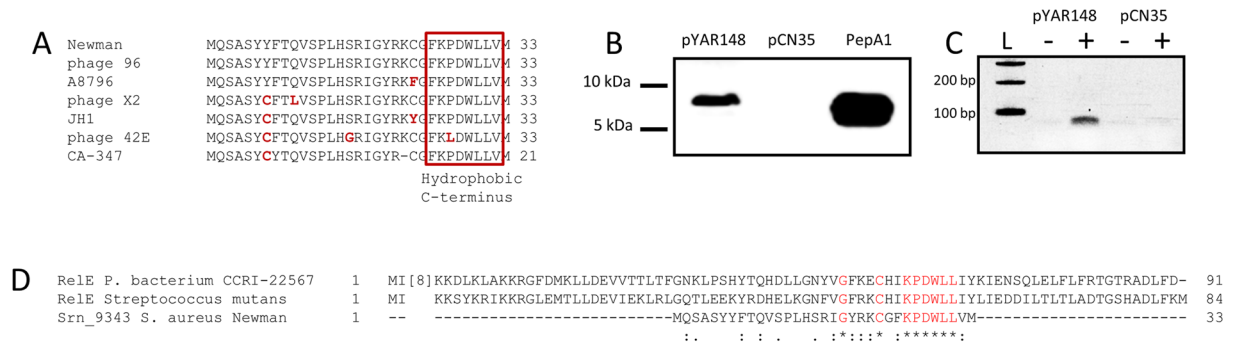 A
Newman MQSASYYFTQVSPLHSRIGYRKCGFKPDWLLVM 33
phage 96 MQSASYYFTQVSPLHSRIGYRKCGFKPDWLLVM 33
A8796 MQSASYYFTQVSPLHSRIGYRKFGFKPDWLLVM 33
phage X2 MQSASYCFTLVSPLHSRIGYRKCGFKPDWLLVM 33
JH1 MQSASYCFTQVSPLHSRIGYRKYGFKPDWLLVM 33
phage 42E MQSASYCFTQVSPLHGRIGYRKCGFKLDWLLVM 33
CA-347 MQSASYCYTQVSPLHSRIGYR-CGFKPDWLLVM 21
Hydrophobic
C-terminus
B
pYAR148 pCN35 PepA1
10 kDa
5 kDa
C
pYAR148 pCN35
L - + - +
200 bp
100 bp
D
RelE P. bacterium CCRI-22567 1 MI[8]KKDLKLAKKRGFDMKLLDEVVTTLTFGNKLPSHYTQHDLLGNYVGFKECHIKPDWLLIYKIENSQLELFLFRTGTRADLFD- 91
RelE Streptococcus mutans 1 MI KKSYKRIKKRGLEMTLLDEVIEKLRLGQTLEEKYRDHELKGNFVGFRECHIKPDWLLIYLIEDDILTLTLADTGSHADLFKM 84
Srn_9343 S. aureus Newman 1 -- --------------------------MQSASYYFTQVSPLHSRIGYRKCGFKPDWLLVM----------------------- 33
:. : . . :*:::* :******: